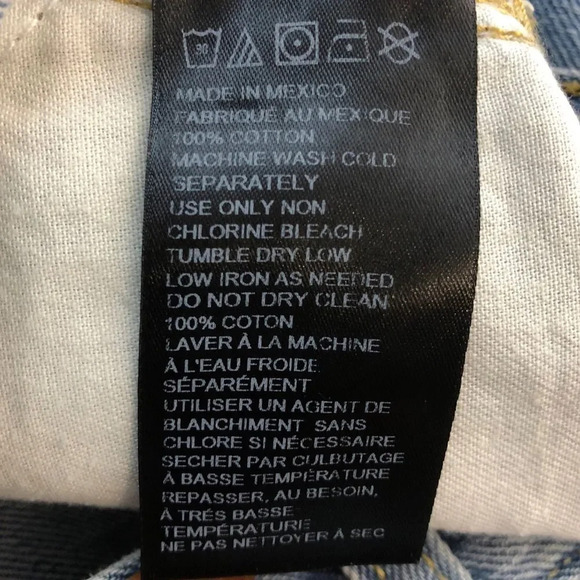 30
MADE IN MEXICO
FABRIQUE AU MEXIQUE
100% COTTON
MACHINE WASH COLD
SEPARATELY
USE ONLY NON
CHLORINE BLEACH
TUMBLE DRY LOW
LOW IRON AS NEEDED
DO NOT DRY CLEAN
100% COTON
LAVER À LA MACHINE
À L'EAU FROIDE
SÉPARÉMENT
UTILISER UN AGENT DE
BLANCHIMENT SANS
CHLORE SI NÉCESSAIRE
SECHER PAR CULBUTAGE
À BASSE TEMPÉRATURE
REPASSER, AU BESOIN,
À TRÉS BASSE
TEMPÉRATURE
NE PAS NETTOYER À SEC